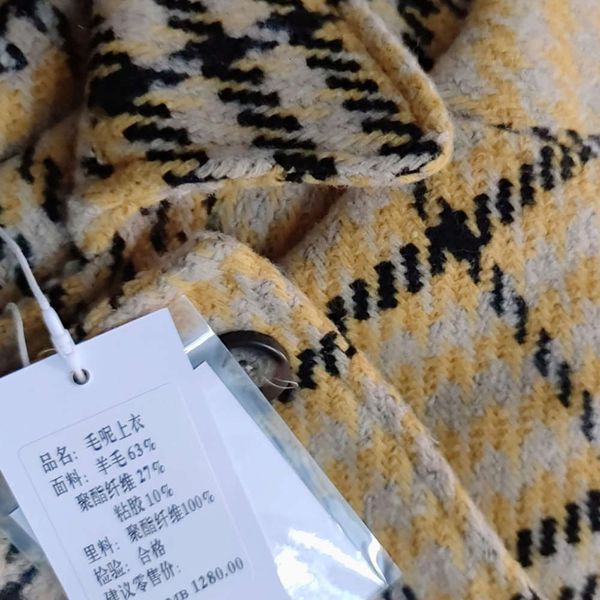 品名：毛呢上衣
面料：羊毛 63%
聚酯纤维 27%
粘胶 10%
里料：聚酯纤维100%
检验：合格
建议零售价：
MB 1280.00